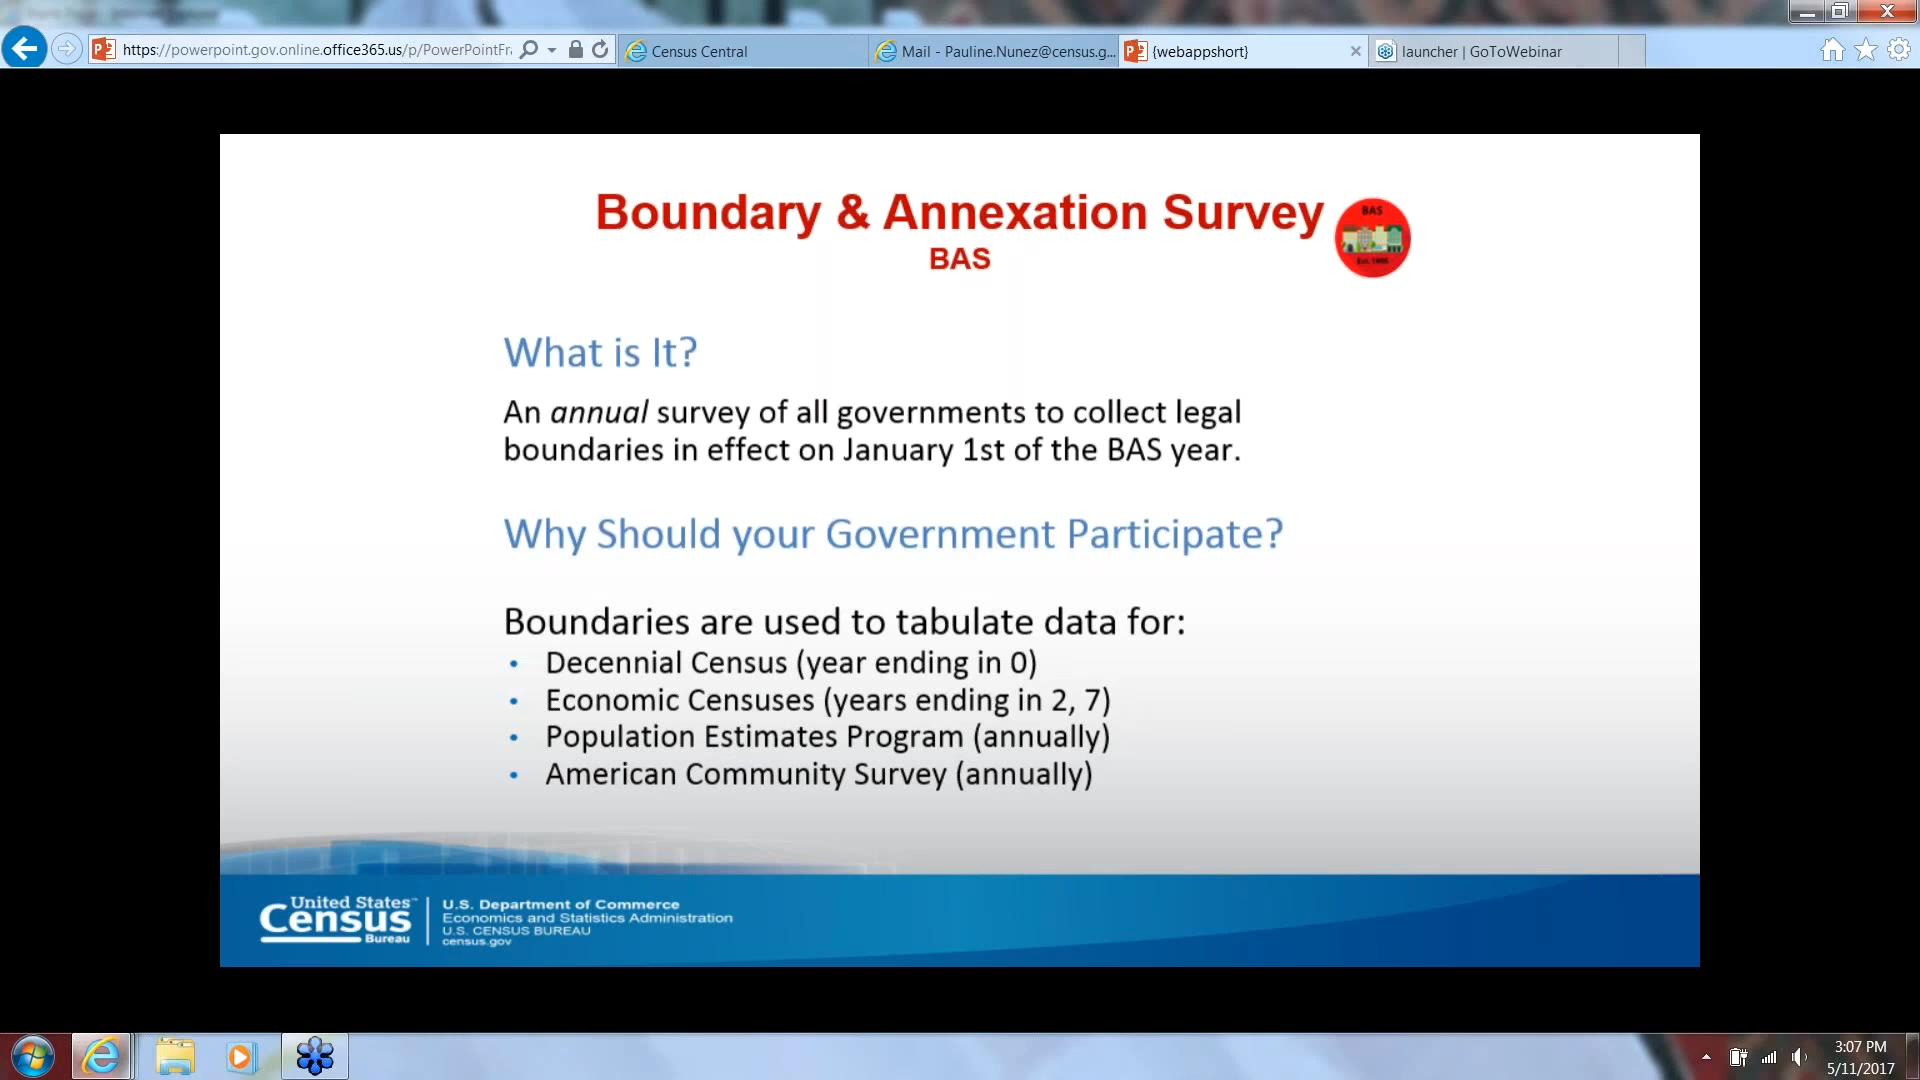 https://powerpoint.gov.online.office365.us/p/PowerPointFr
Census Central
Mail - Pauline.Nunez@census.g...
{webappshort}
launcher | GoToWebinar
Boundary & Annexation Survey
BAS
BAS
Est. 1995
What is It?
An annual survey of all governments to collect legal
boundaries in effect on January 1st of the BAS year.
Why Should your Government Participate?
Boundaries are used to tabulate data for:
• Decennial Census (year ending in 0)
• Economic Censuses (years ending in 2, 7)
• Population Estimates Program (annually)
• American Community Survey (annually)
United States™
Census
Bureau
U.S. Department of Commerce
Economics and Statistics Administration
U.S. CENSUS BUREAU
census.gov
3:07 PM
5/11/2017